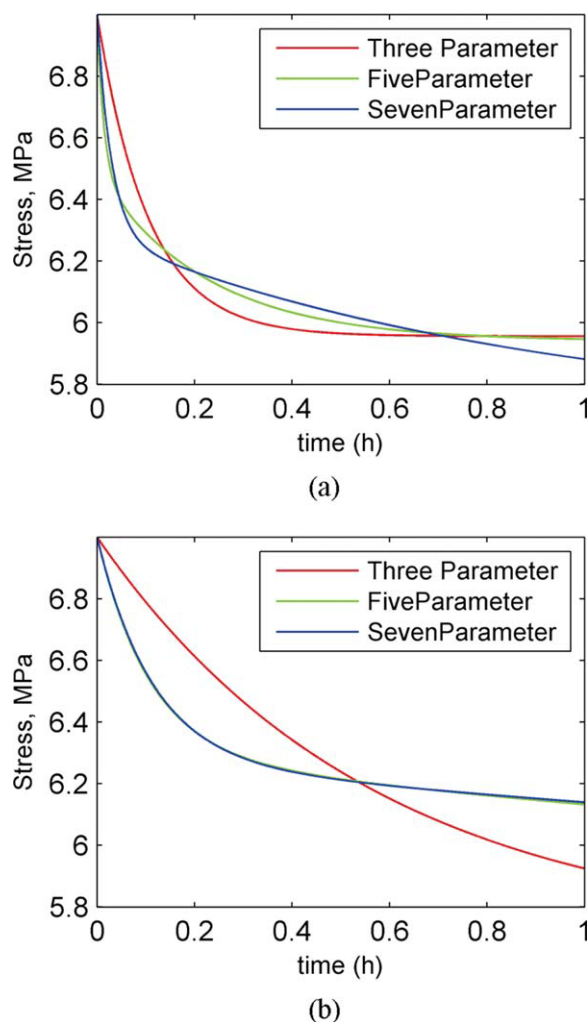 Three Parameter
FiveParameter
SevenParameter
6.8
6.6
6.4
6.2
6
5.8
Stress, MPa
0 0.2 0.4 0.6 0.8 1
time (h)
(a)
Three Parameter
FiveParameter
SevenParameter
6.8
6.6
6.4
6.2
6
5.8
Stress, MPa
0 0.2 0.4 0.6 0.8 1
time (h)
(b)